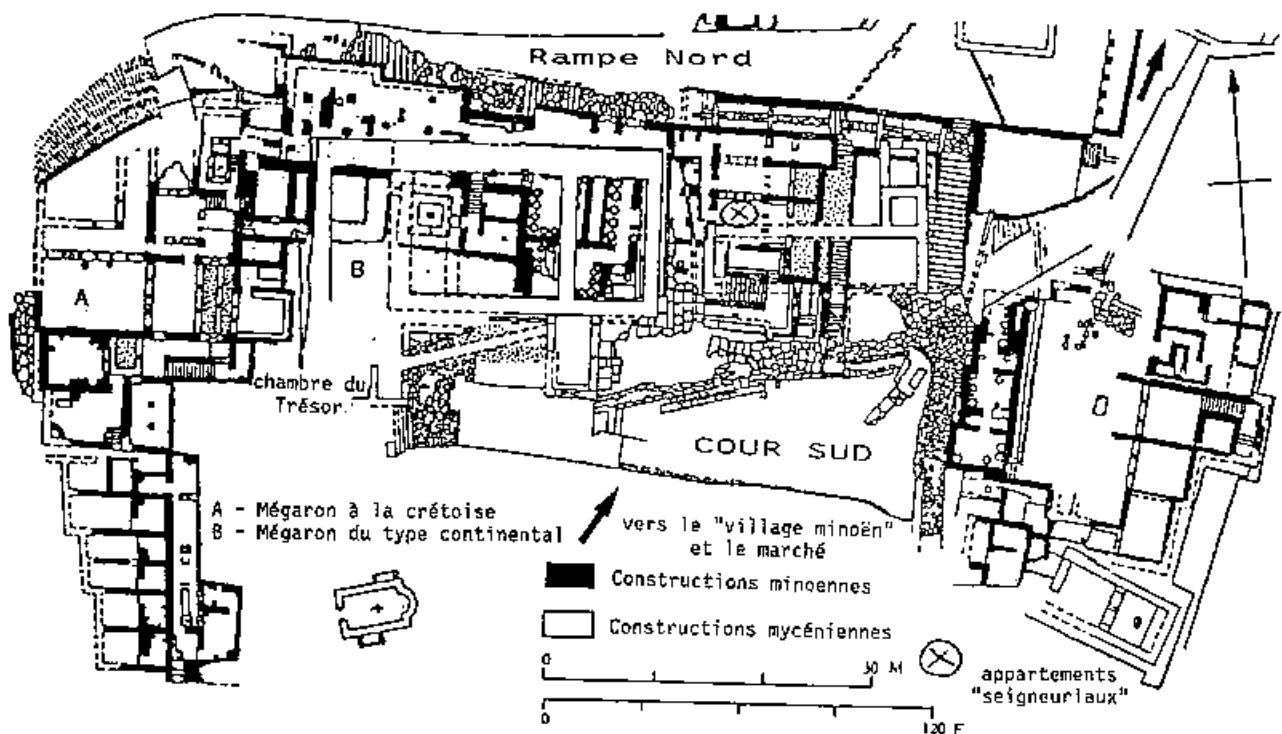 Rampe Nord
A
B
chambre du
Trésor.
COUR SUD
A - Mégaron à la crétoise
B - Mégaron du type continental
vers le "village minoën"
et le marché
Constructions minoennes
Constructions mycéniennes
0 30 M
0 120 F
appartements
"seigneuriaux"